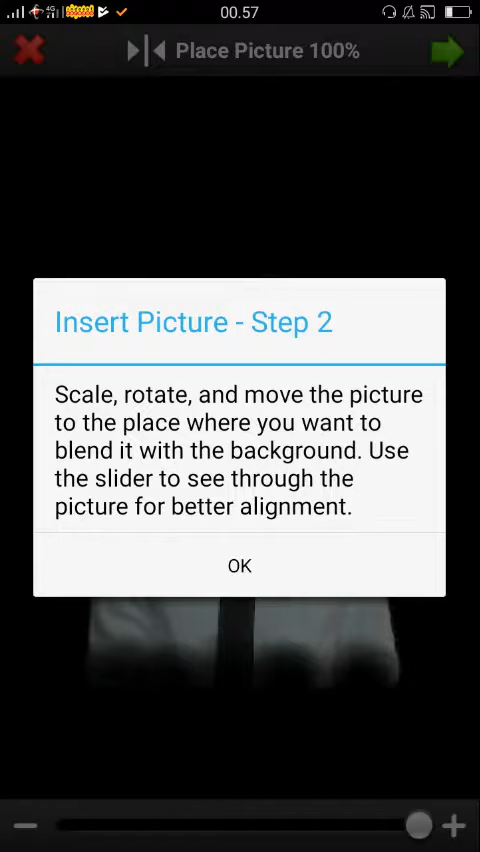 4G
00.57
Place Picture 100%
Insert Picture - Step 2
Scale, rotate, and move the picture
to the place where you want to
blend it with the background. Use
the slider to see through the
picture for better alignment.
OK